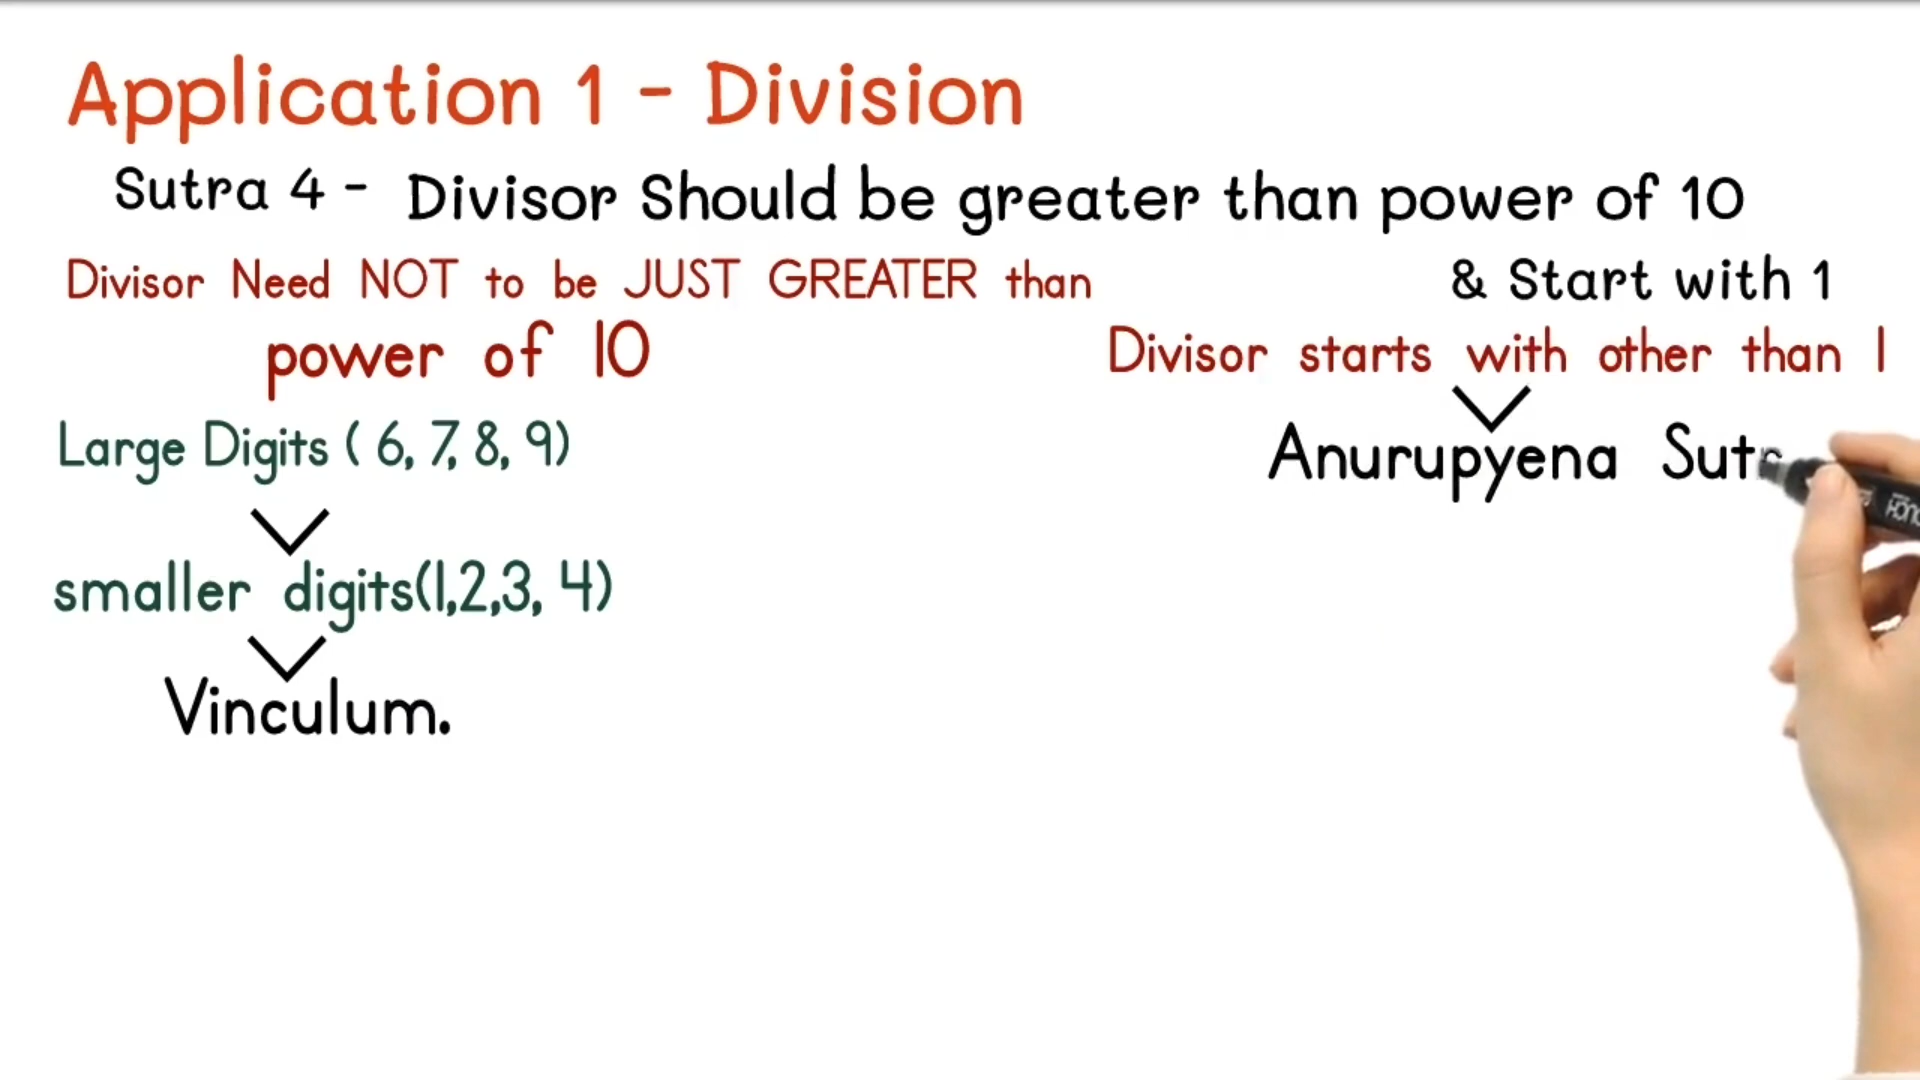 Application 1 - Division
Sutra 4 - Divisor Should be greater than power of 10
& Start with 1
Divisor Need NOT to be JUST GREATER than
power of 10
Divisor starts with other than 1
Large Digits ( 6, 7, 8, 9)
Anurupyena Sutr
smaller digits(1,2,3, 4)
Vinculum.